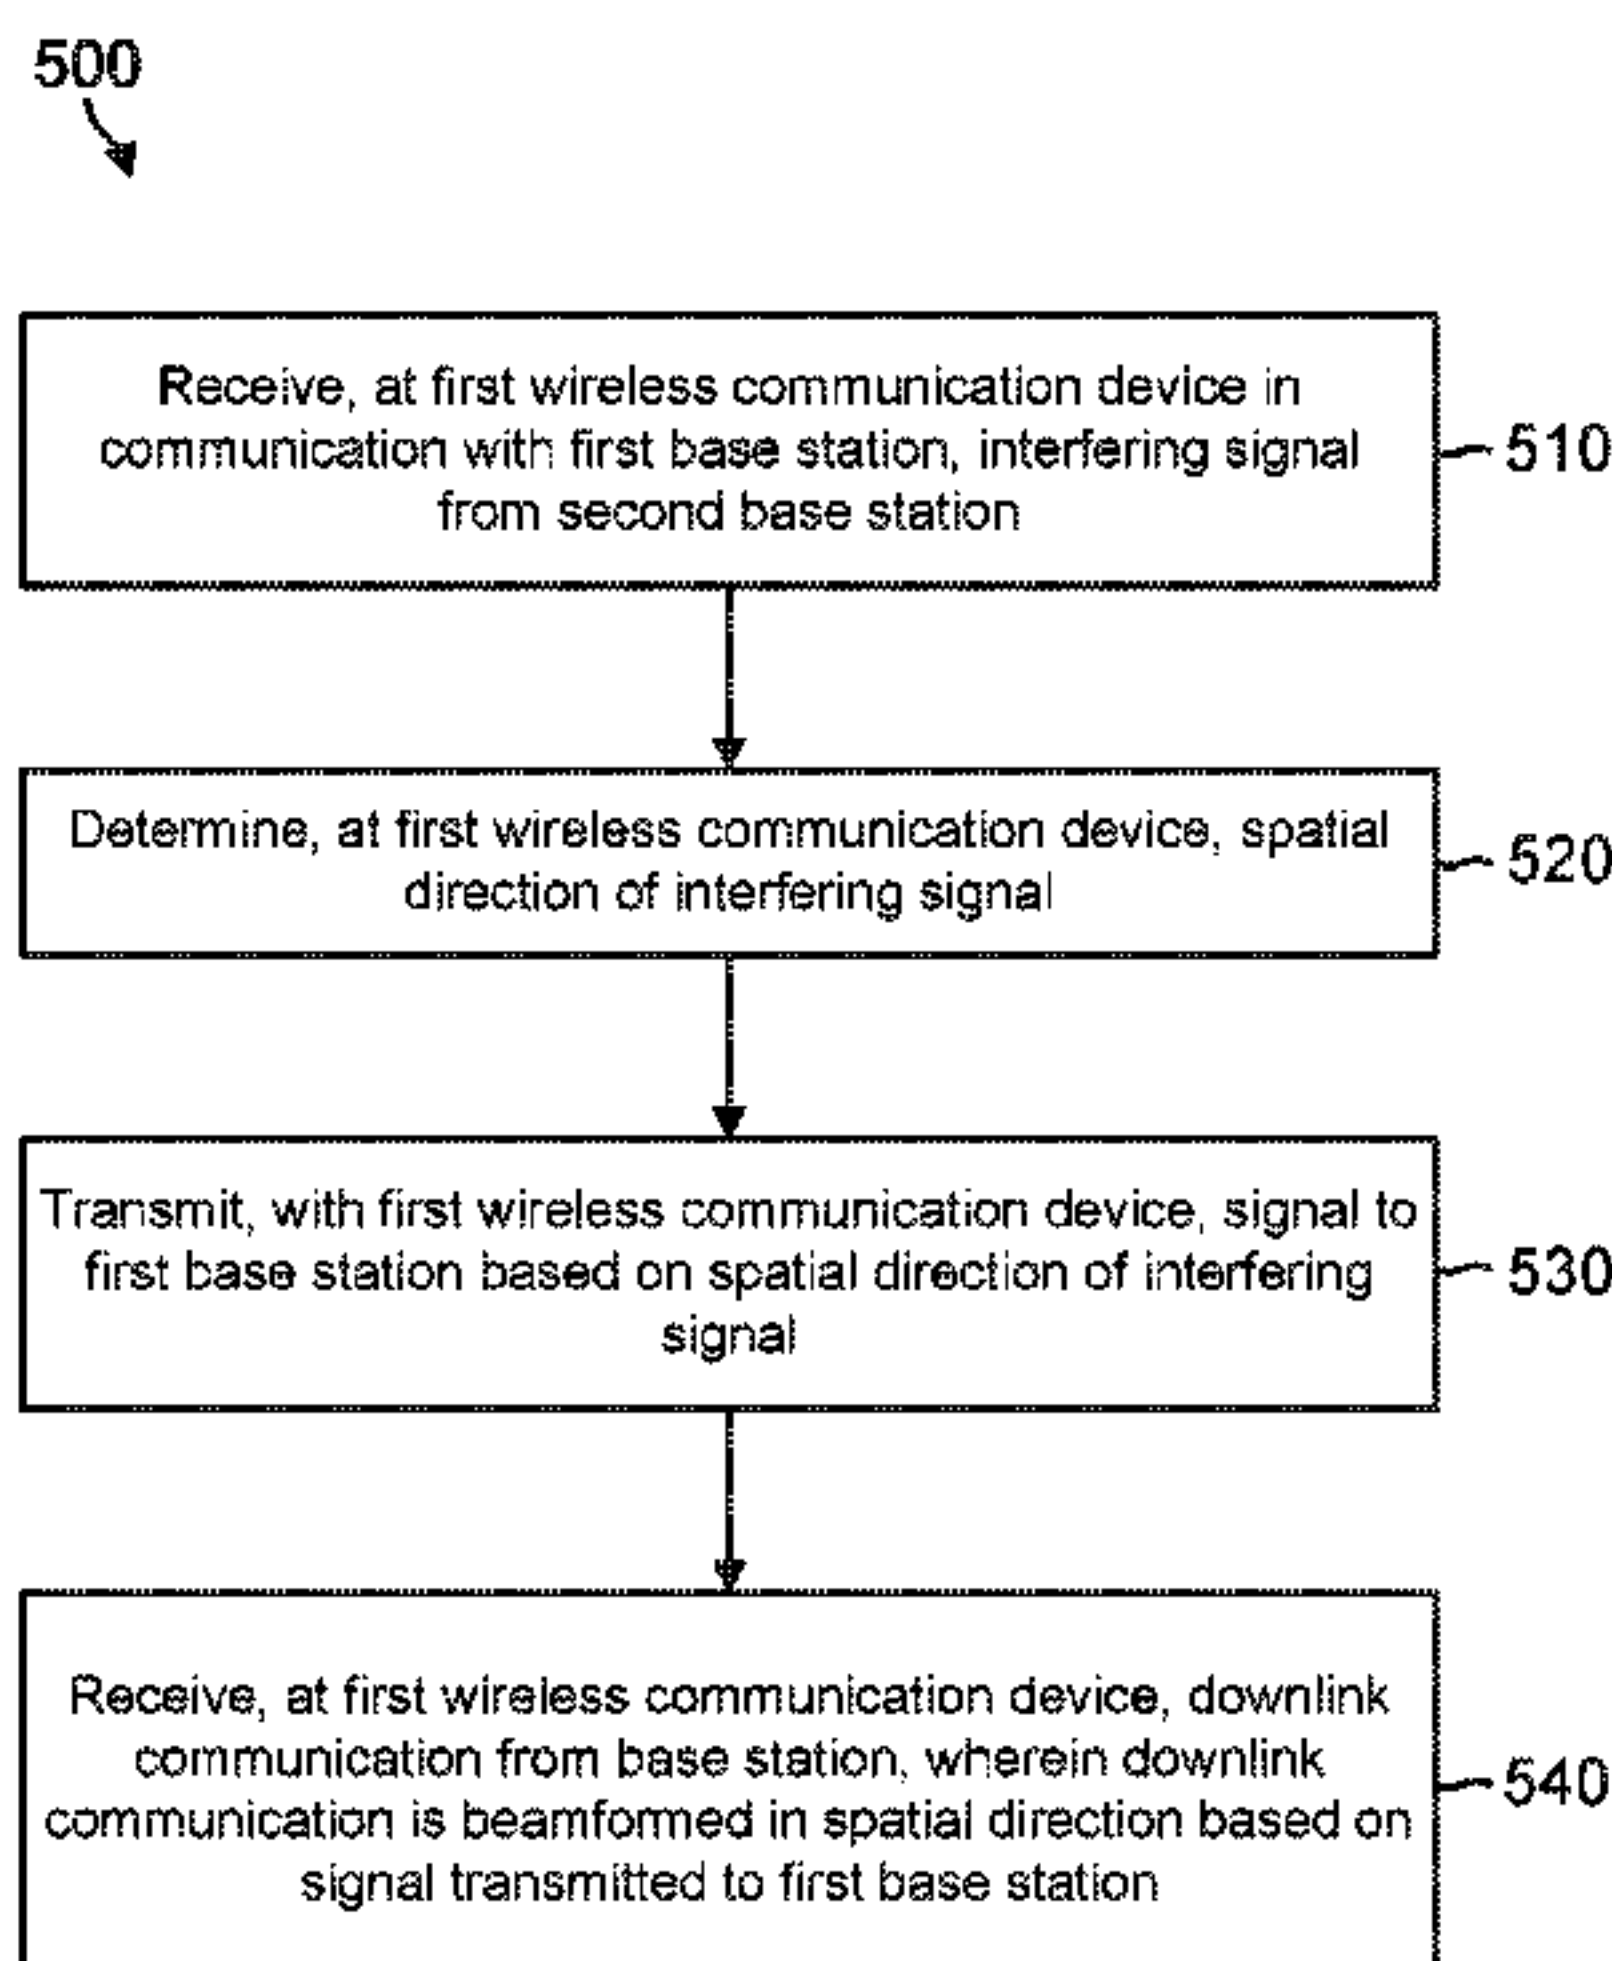 500
Receive, at first wireless communication device in
communication with first base station, interfering signal
from second base station
510
Determine, at first wireless communication device, spatial
direction of interfering signal
520
Transmit, with first wireless communication device, signal to
first base station based on spatial direction of interfering
signal
530
Receive, at first wireless communication device, downlink
communication from base station, wherein downlink
communication is beamformed in spatial direction based on
signal transmitted to first base station
540